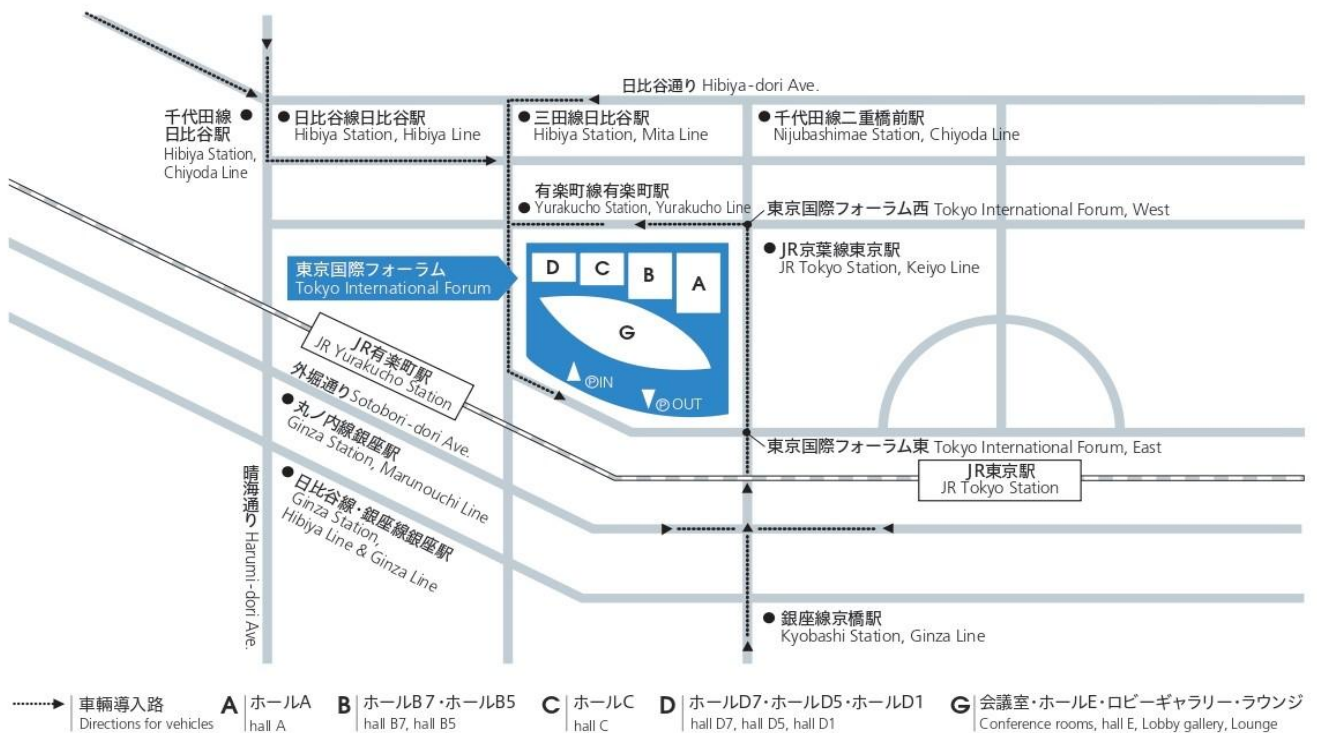 日比谷通り Hibiya-dori Ave.
千代田線
日比谷駅
Hibiya Station,
Chiyoda Line
日比谷線日比谷駅
Hibiya Station, Hibiya Line
三田線日比谷駅
Hibiya Station, Mita Line
千代田線二重橋前駅
Nijubashimae Station, Chiyoda Line
有楽町線有楽町駅
Yurakucho Station, Yurakucho Line
東京国際フォーラム西 Tokyo International Forum, West
JR京葉線東京駅
JR Tokyo Station, Keiyo Line
東京国際フォーラム
Tokyo International Forum
D
C
B
A
G
ⓅIN
ⓅOUT
JR有楽町駅
JR Yurakucho Station
外堀通り Sotobori-dori Ave.
丸ノ内線銀座駅
Ginza Station, Marunouchi Line
日比谷線・銀座線銀座駅
Ginza Station,
Hibiya Line & Ginza Line
晴海通り Harumi-dori Ave.
東京国際フォーラム東 Tokyo International Forum, East
JR東京駅
JR Tokyo Station
銀座線京橋駅
Kyobashi Station, Ginza Line
車輛導入路
Directions for vehicles
A ホールA
hall A
B ホールB7・ホールB5
hall B7, hall B5
C ホールC
hall C
D ホールD7・ホールD5・ホールD1
hall D7, hall D5, hall D1
G 会議室・ホールE・ロビーギャラリー・ラウンジ
Conference rooms, hall E, Lobby gallery, Lounge